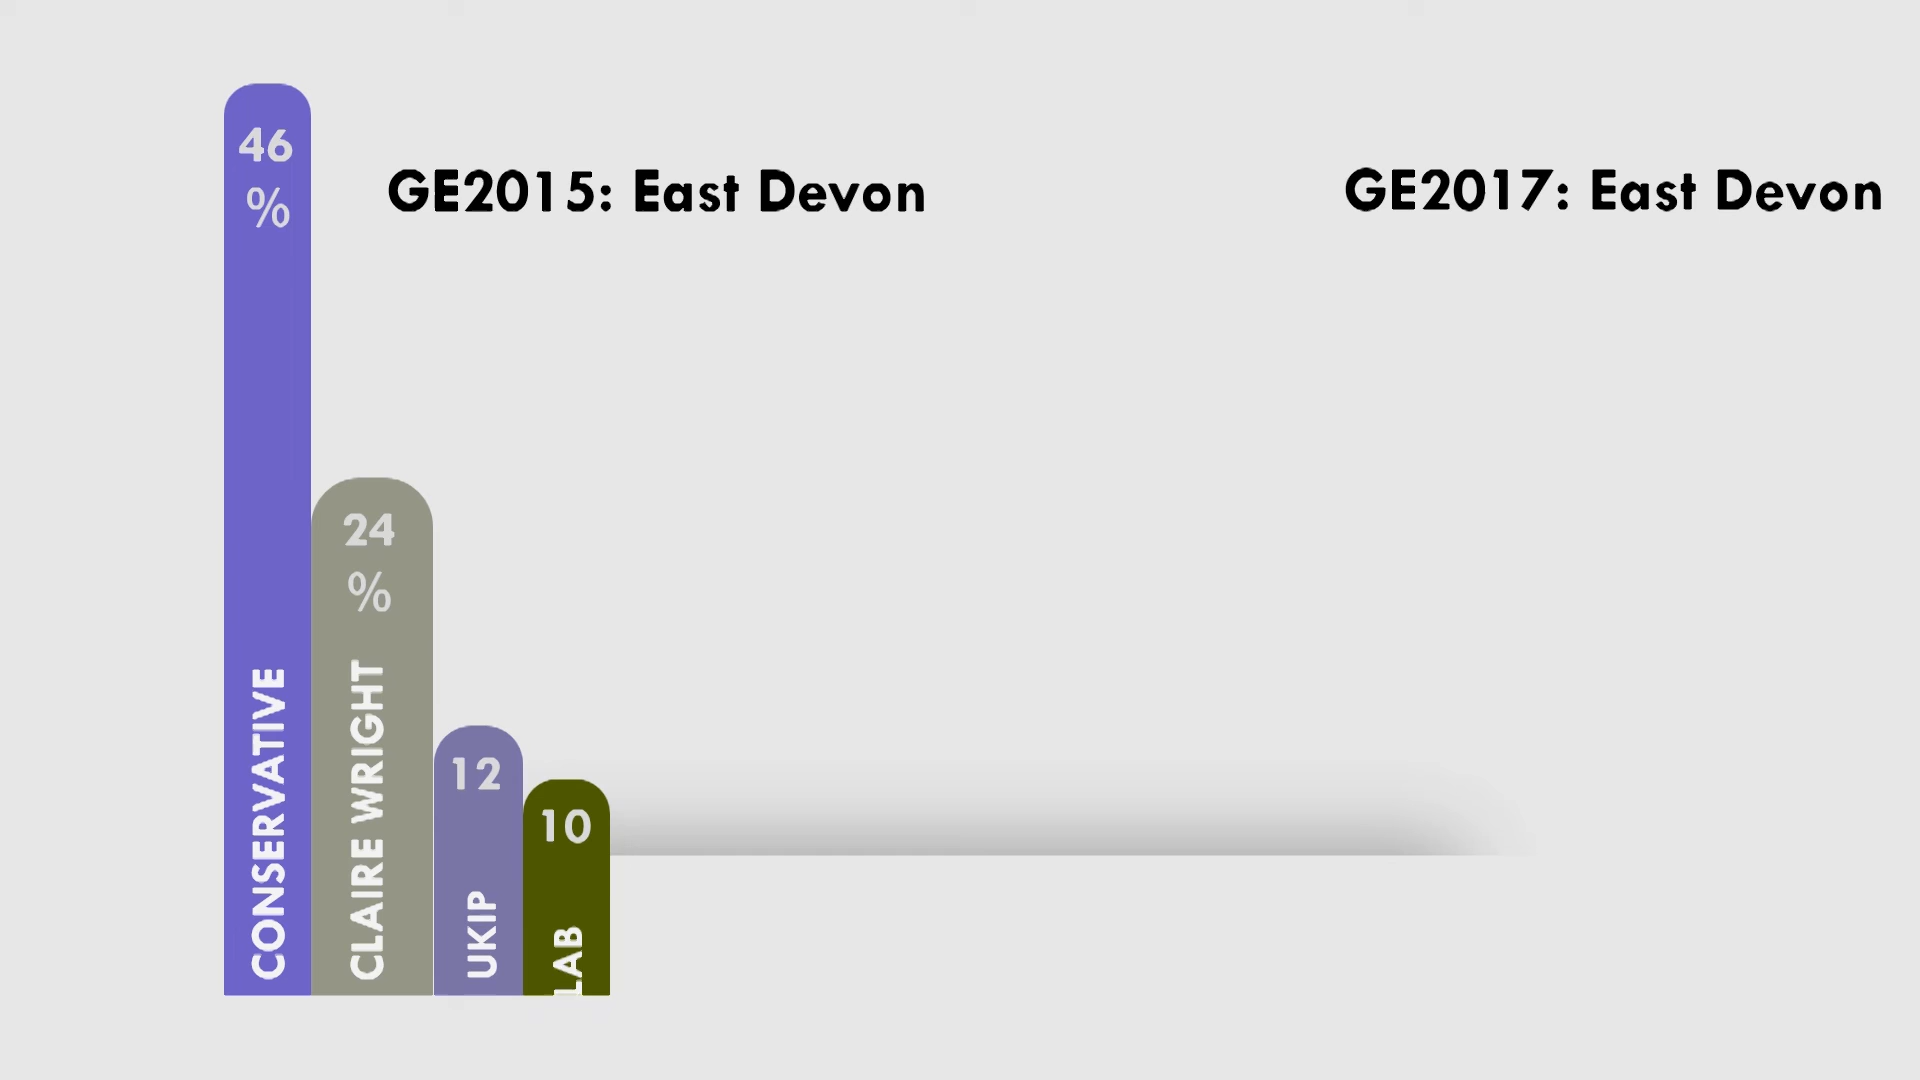 46
%
GE2015: East Devon
GE2017: East Devon
24
%
CONSERVATIVE
CLAIRE WRIGHT
12
UKIP
10
LAB